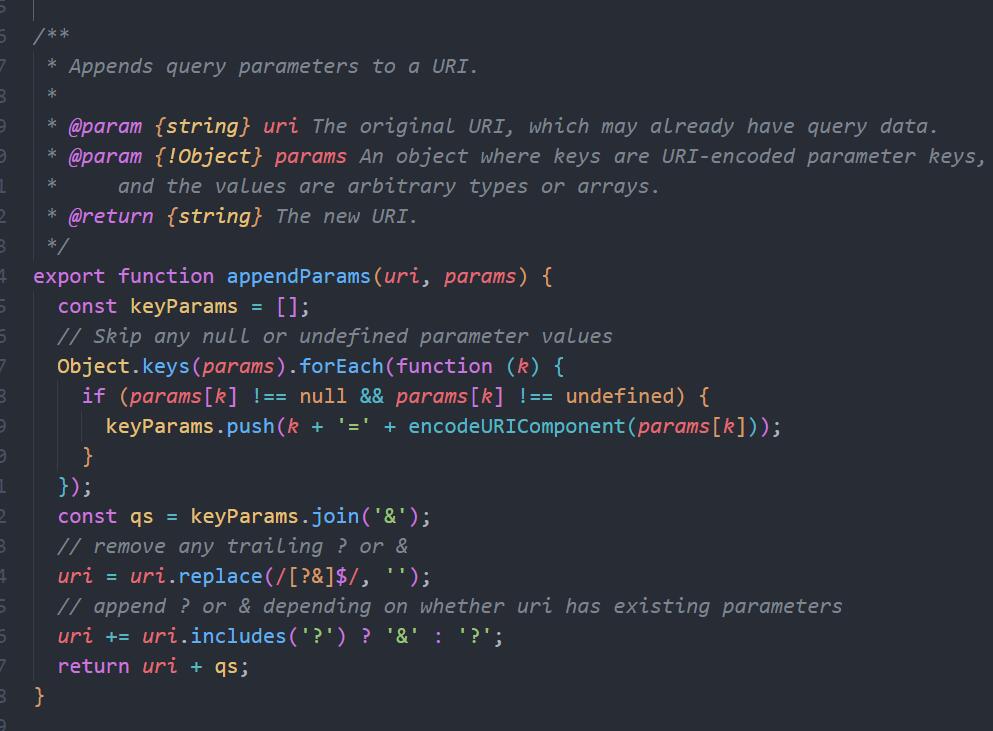 /**
 * Appends query parameters to a URI.
 *
 * @param {string} uri The original URI, which may already have query data.
 * @param {!Object} params An object where keys are URI-encoded parameter keys,
 *     and the values are arbitrary types or arrays.
 * @return {string} The new URI.
 */
export function appendParams(uri, params) {
  const keyParams = [];
  // Skip any null or undefined parameter values
  Object.keys(params).forEach(function (k) {
    if (params[k] !== null && params[k] !== undefined) {
      keyParams.push(k + '=' + encodeURIComponent(params[k]));
    }
  });
  const qs = keyParams.join('&');
  // remove any trailing ? or &
  uri = uri.replace(/[?&]$/, '');
  // append ? or & depending on whether uri has existing parameters
  uri += uri.includes('?') ? '&' : '?';
  return uri + qs;
}